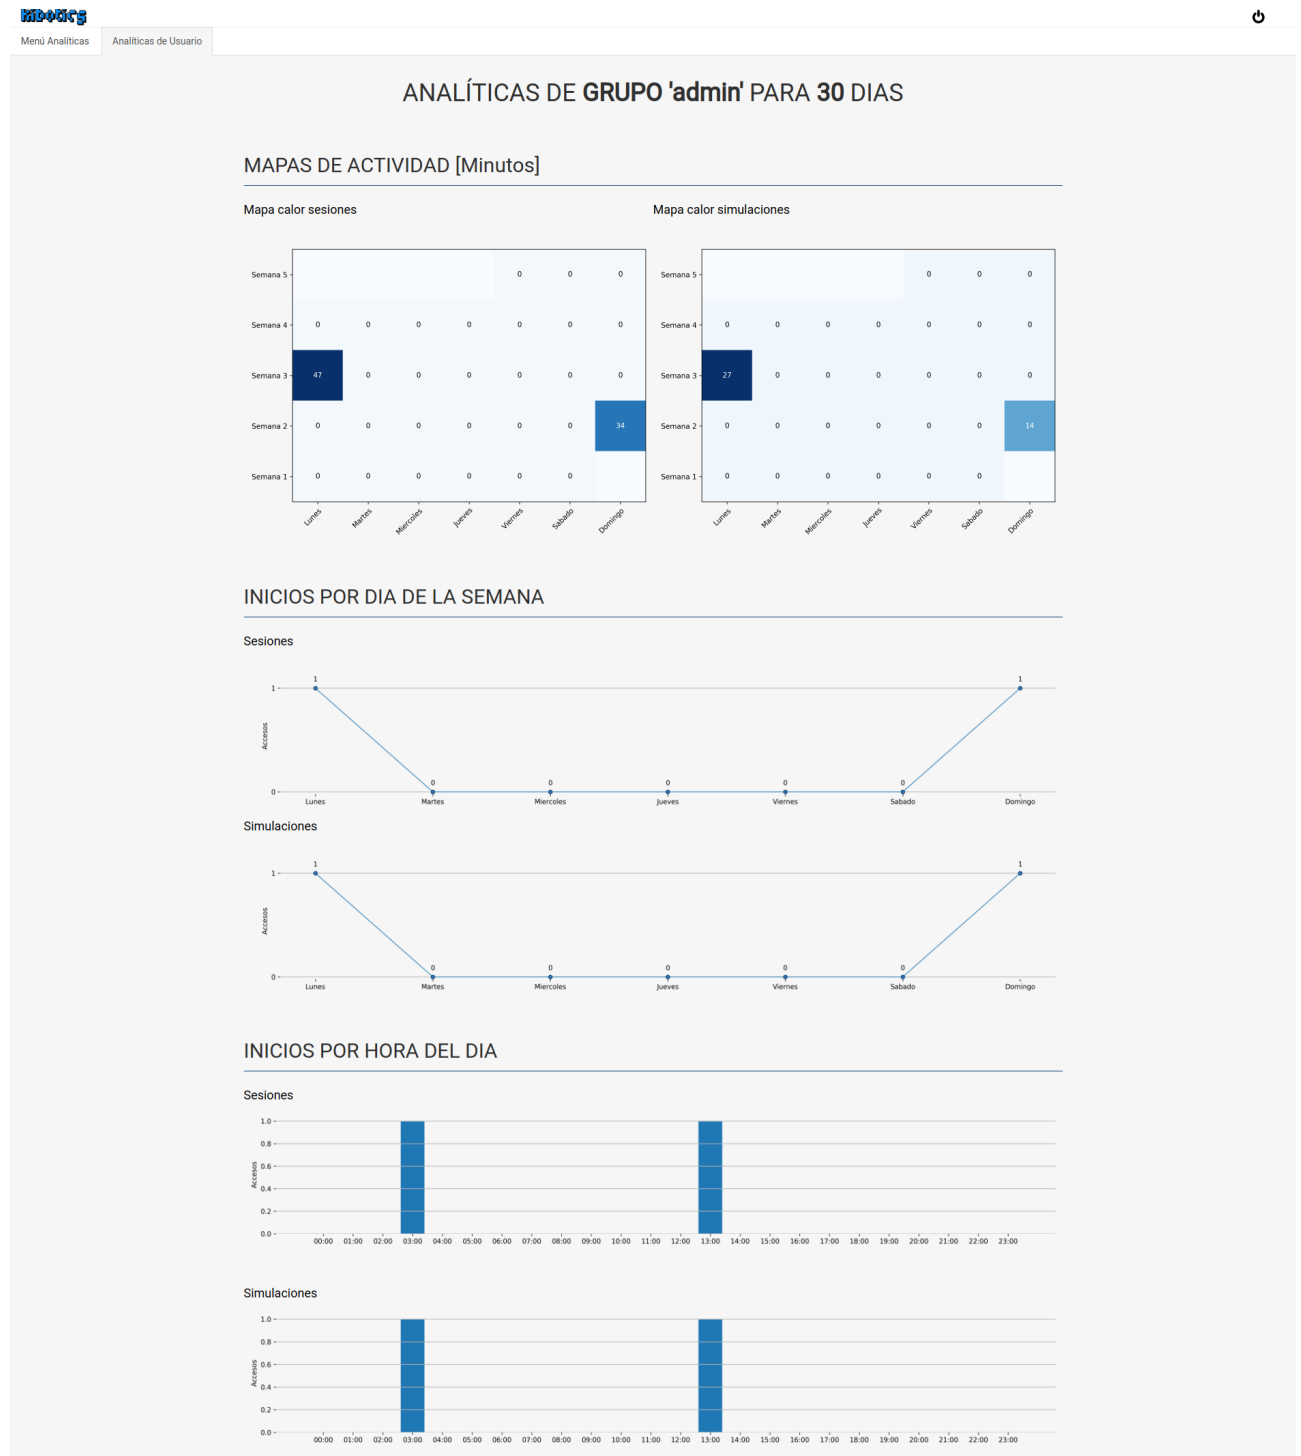 Kibotics
Menú Analíticas Analíticas de Usuario
ANALÍTICAS DE GRUPO 'admin' PARA 30 DIAS
MAPAS DE ACTIVIDAD [Minutos]
Mapa calor sesiones
Semana 5 0 0 0
Semana 4 0 0 0 0 0 0 0
Semana 3 47 0 0 0 0 0 0
Semana 2 0 0 0 0 0 0 34
Semana 1 0 0 0 0 0 0
Lunes Martes Miercoles Jueves Viernes Sabado Domingo
Mapa calor simulaciones
Semana 5 0 0 0
Semana 4 0 0 0 0 0 0 0
Semana 3 27 0 0 0 0 0 0
Semana 2 0 0 0 0 0 0 14
Semana 1 0 0 0 0 0 0
Lunes Martes Miercoles Jueves Viernes Sabado Domingo
INICIOS POR DIA DE LA SEMANA
Sesiones
1 1
1
Accesos
0 0 0 0 0
0
Lunes Martes Miercoles Jueves Viernes Sabado Domingo
Simulaciones
1 1
1
Accesos
0 0 0 0 0
0
Lunes Martes Miercoles Jueves Viernes Sabado Domingo
INICIOS POR HORA DEL DIA
Sesiones
1.0
0.8
0.6
Accesos
0.4
0.2
0.0
00:00 01:00 02:00 03:00 04:00 05:00 06:00 07:00 08:00 09:00 10:00 11:00 12:00 13:00 14:00 15:00 16:00 17:00 18:00 19:00 20:00 21:00 22:00 23:00
Simulaciones
1.0
0.8
0.6
Accesos
0.4
0.2
0.0
00:00 01:00 02:00 03:00 04:00 05:00 06:00 07:00 08:00 09:00 10:00 11:00 12:00 13:00 14:00 15:00 16:00 17:00 18:00 19:00 20:00 21:00 22:00 23:00